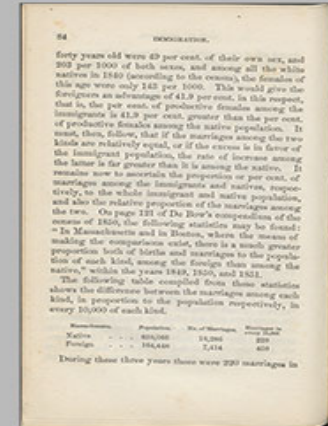 84 IMMIGRATION.
forty years old were 49 per cent. of their own sex, and
203 per 1000 of both sexes, and among all the white
natives in 1840 (according to the census), the females of
this age were only 143 per 1000. This would give the
foreigners an advantage of 41.9 per cent. in this respect,
that is, the per cent. of productive females among the
immigrants is 41.9 per cent. greater than the per cent.
of productive females among the native population. It
must, then, follow, that if the marriages among the two
kinds are relatively equal, or if the excess is in favor of
the immigrant population, the rate of increase among
the latter is far greater than it is among the native. It
remains now to ascertain the proportion or per cent. of
marriages among the immigrants and natives, respec-
tively, to the whole immigrant and native population,
and also the relative proportion of the marriages among
the two. On page 121 of De Bow's compendium of the
census of 1850, the following statistics may be found:
"In Massachusetts and in Boston, where the means of
making the comparisons exist, there is a much greater
proportion both of births and marriages to the popula-
tion of each kind, among the foreign than among the
native," within the years 1849, 1850, and 1851.
The following table compiled from these statistics
shows the difference between the marriages among each
kind, in proportion to the population respectively, in
every 10,000 of each kind.
Massachusetts. Population. No. of Marriages. Marriages in
every 10,000
Native . . .
Foreign . . . 7,414
During these three years there were 220 marriages in